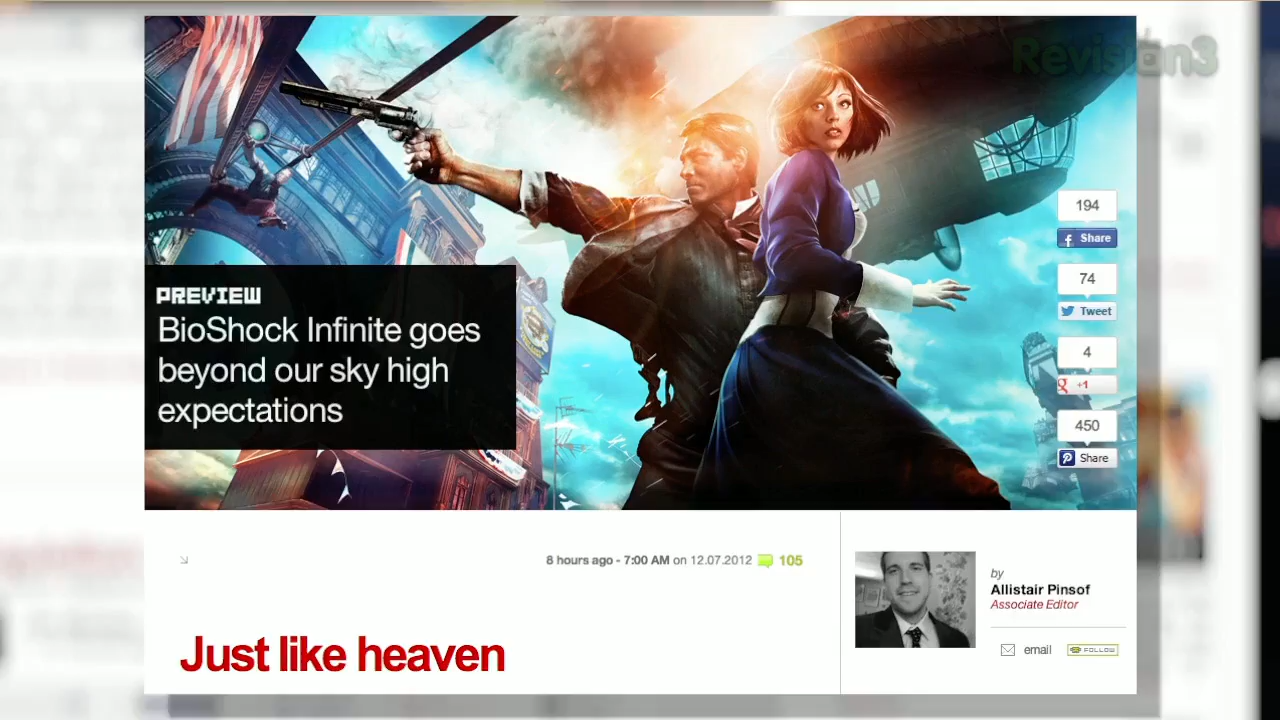 Revision3
194
Share
74
Tweet
4
+1
450
Share
PREVIEW
BioShock Infinite goes
beyond our sky high
expectations
8 hours ago - 7:00 AM on 12.07.2012 105
by
Allistair Pinsof
Associate Editor
email FOLLOW
Just like heaven